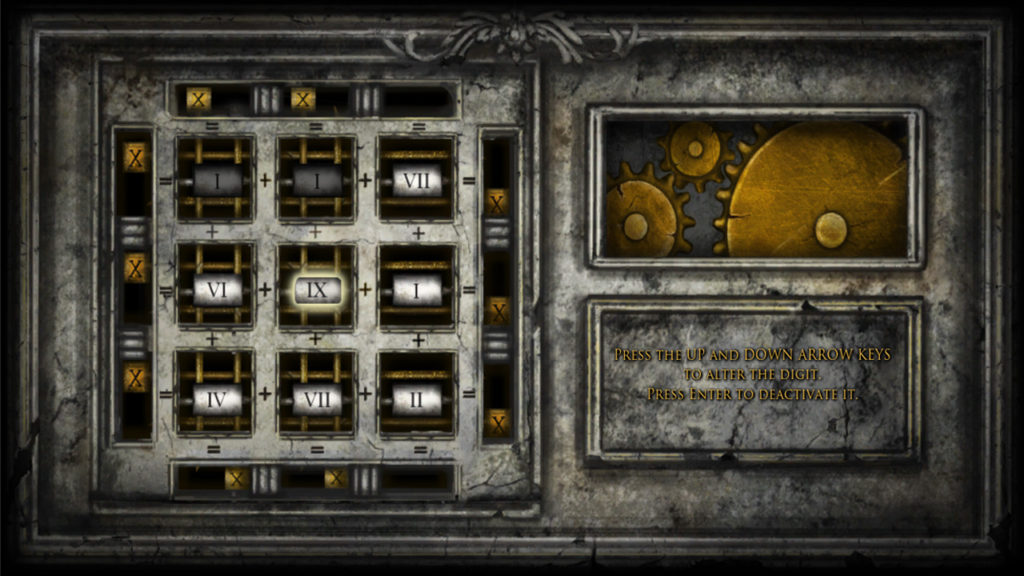 X X
= = =
X = I + I + VII = X
+ + +
X = VI + IX + I = X
+ + +
X = IV + VII + II = X
= = =
X X
Press the UP and DOWN ARROW KEYS
to alter the digit.
Press Enter to deactivate it.